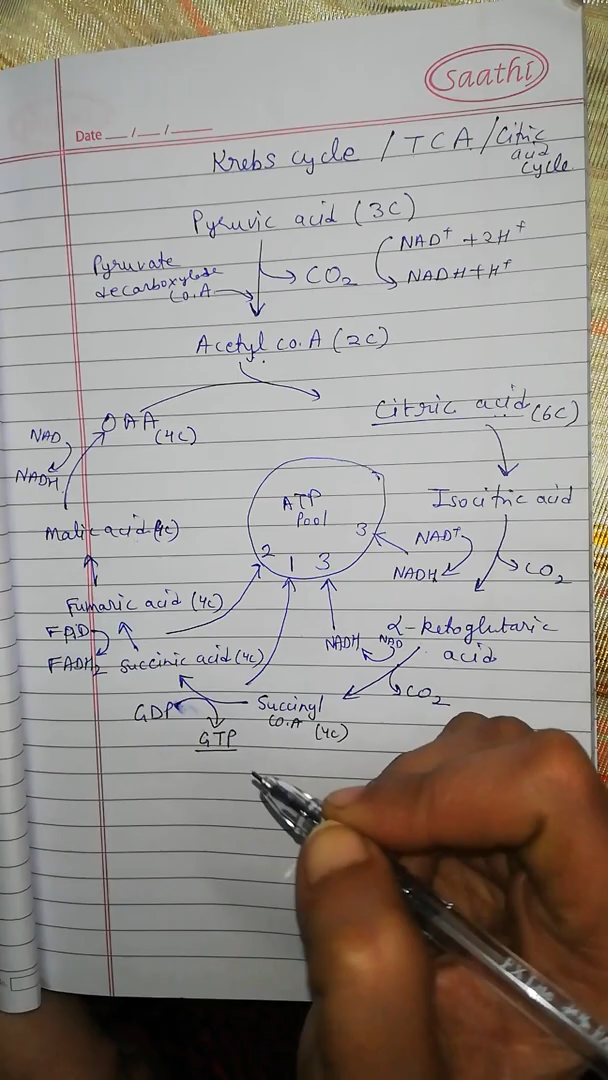 Saathi
Date __/__/____
Krebs cycle / TCA / Citric
acid
cycle
Pyruvic acid (3C)
NAD⁺ + 2H⁺
Pyruvate
decarboxylase
CO.A
CO₂
NADH + H⁺
Acetyl CO.A (2C)
OAA
(4C)
Citric acid (6C)
NAD
NADH
ATP
Pool
Isocitric acid
Malic acid (4C)
3
NAD⁺
2
1
3
NADH
CO₂
Fumaric acid (4C)
FAD
NADH
NAD
α-ketoglutaric
acid
FADH₂
Succinic acid (4C)
CO₂
GDP
Succinyl
CO.A
(4C)
GTP